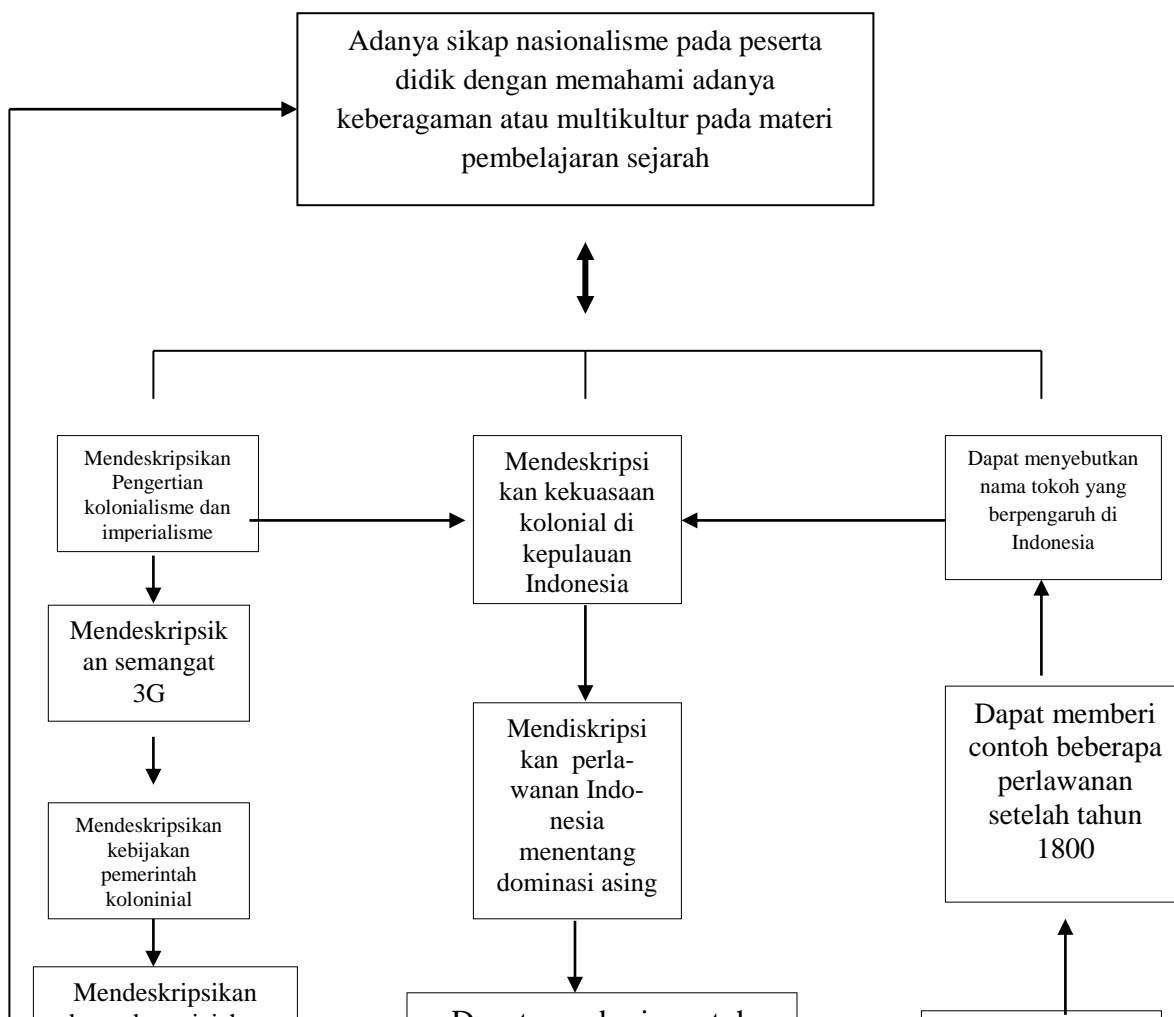 Adanya sikap nasionalisme pada peserta
didik dengan memahami adanya
keberagaman atau multikultur pada materi
pembelajaran sejarah
Mendeskripsikan
Pengertian
kolonialisme dan
imperialisme
Mendeskripsi
kan kekuasaan
kolonial di
kepulauan
Indonesia
Dapat menyebutkan
nama tokoh yang
berpengaruh di
Indonesia
Mendeskripsik
an semangat
3G
Mendiskripsi
kan perla-
wanan Indo-
nesia
menentang
dominasi asing
Dapat memberi
contoh beberapa
perlawanan
setelah tahun
1800
Mendeskripsikan
kebijakan
pemerintah
koloninial
Mendeskripsikan